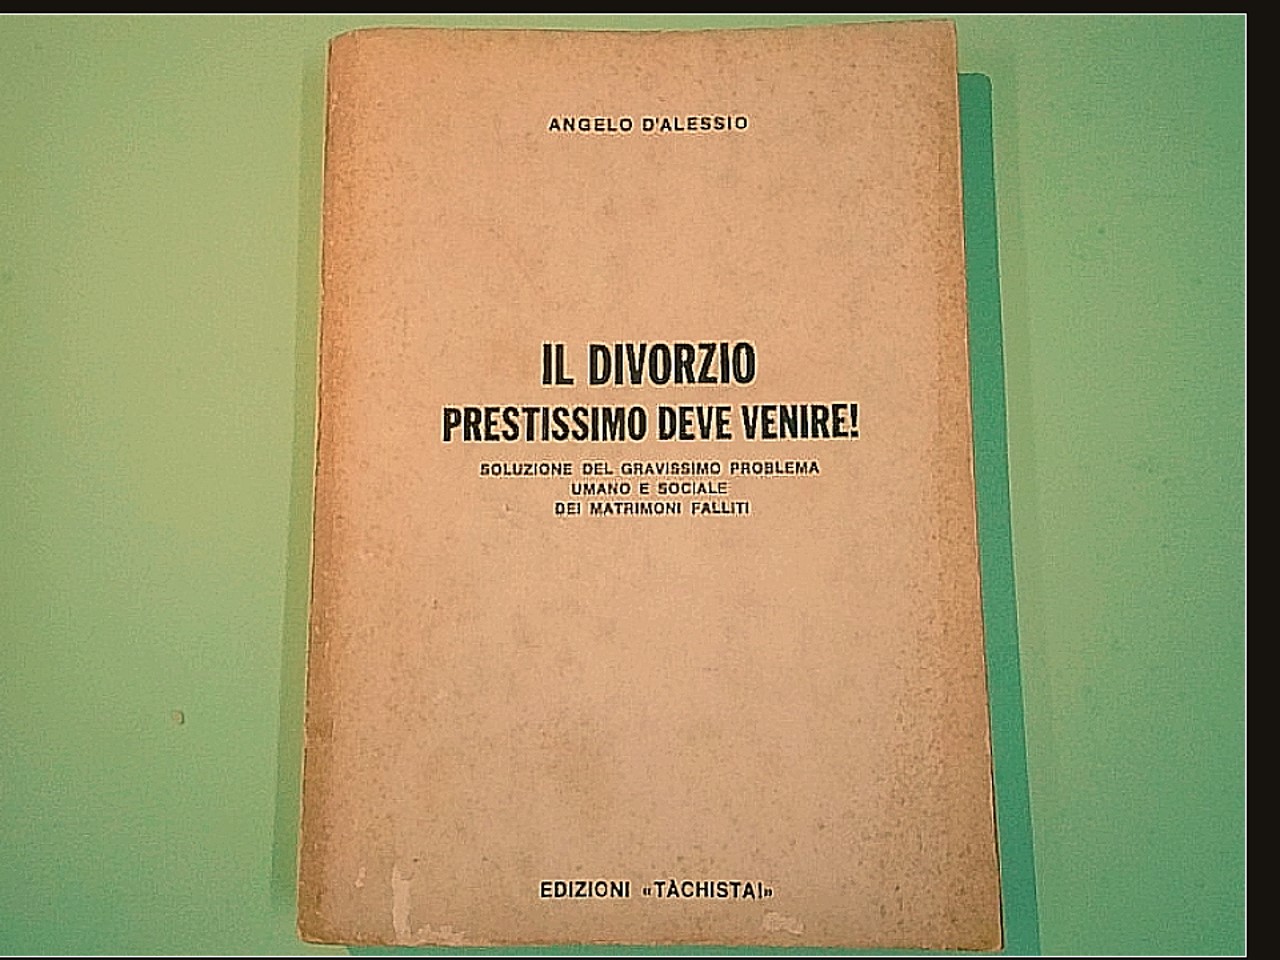 ANGELO D'ALESSIO
IL DIVORZIO
PRESTISSIMO DEVE VENIRE!
SOLUZIONE DEL GRAVISSIMO PROBLEMA
UMANO E SOCIALE
DEI MATRIMONI FALLITI
EDIZIONI «TÀCHISTAI»